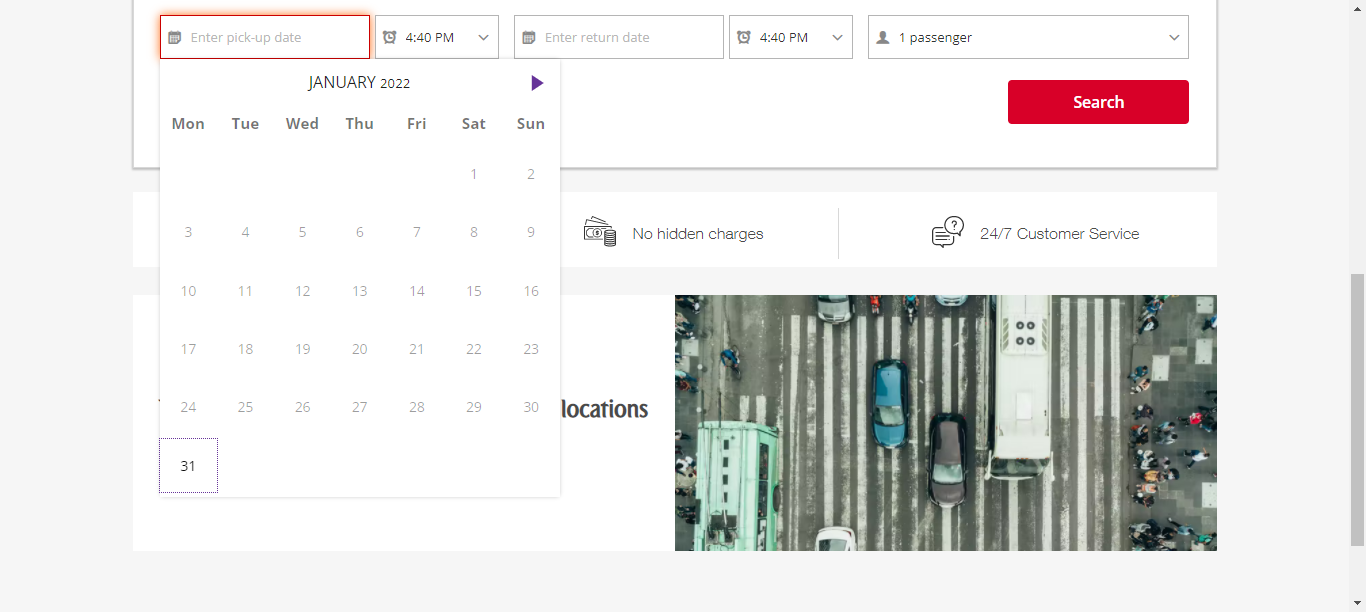 Enter pick-up date 4:40 PM Enter return date 4:40 PM 1 passenger
JANUARY 2022
Search
Mon Tue Wed Thu Fri Sat Sun
1 2
3 4 5 6 7 8 9
No hidden charges
24/7 Customer Service
10 11 12 13 14 15 16
17 18 19 20 21 22 23
24 25 26 27 28 29 30
locations
31